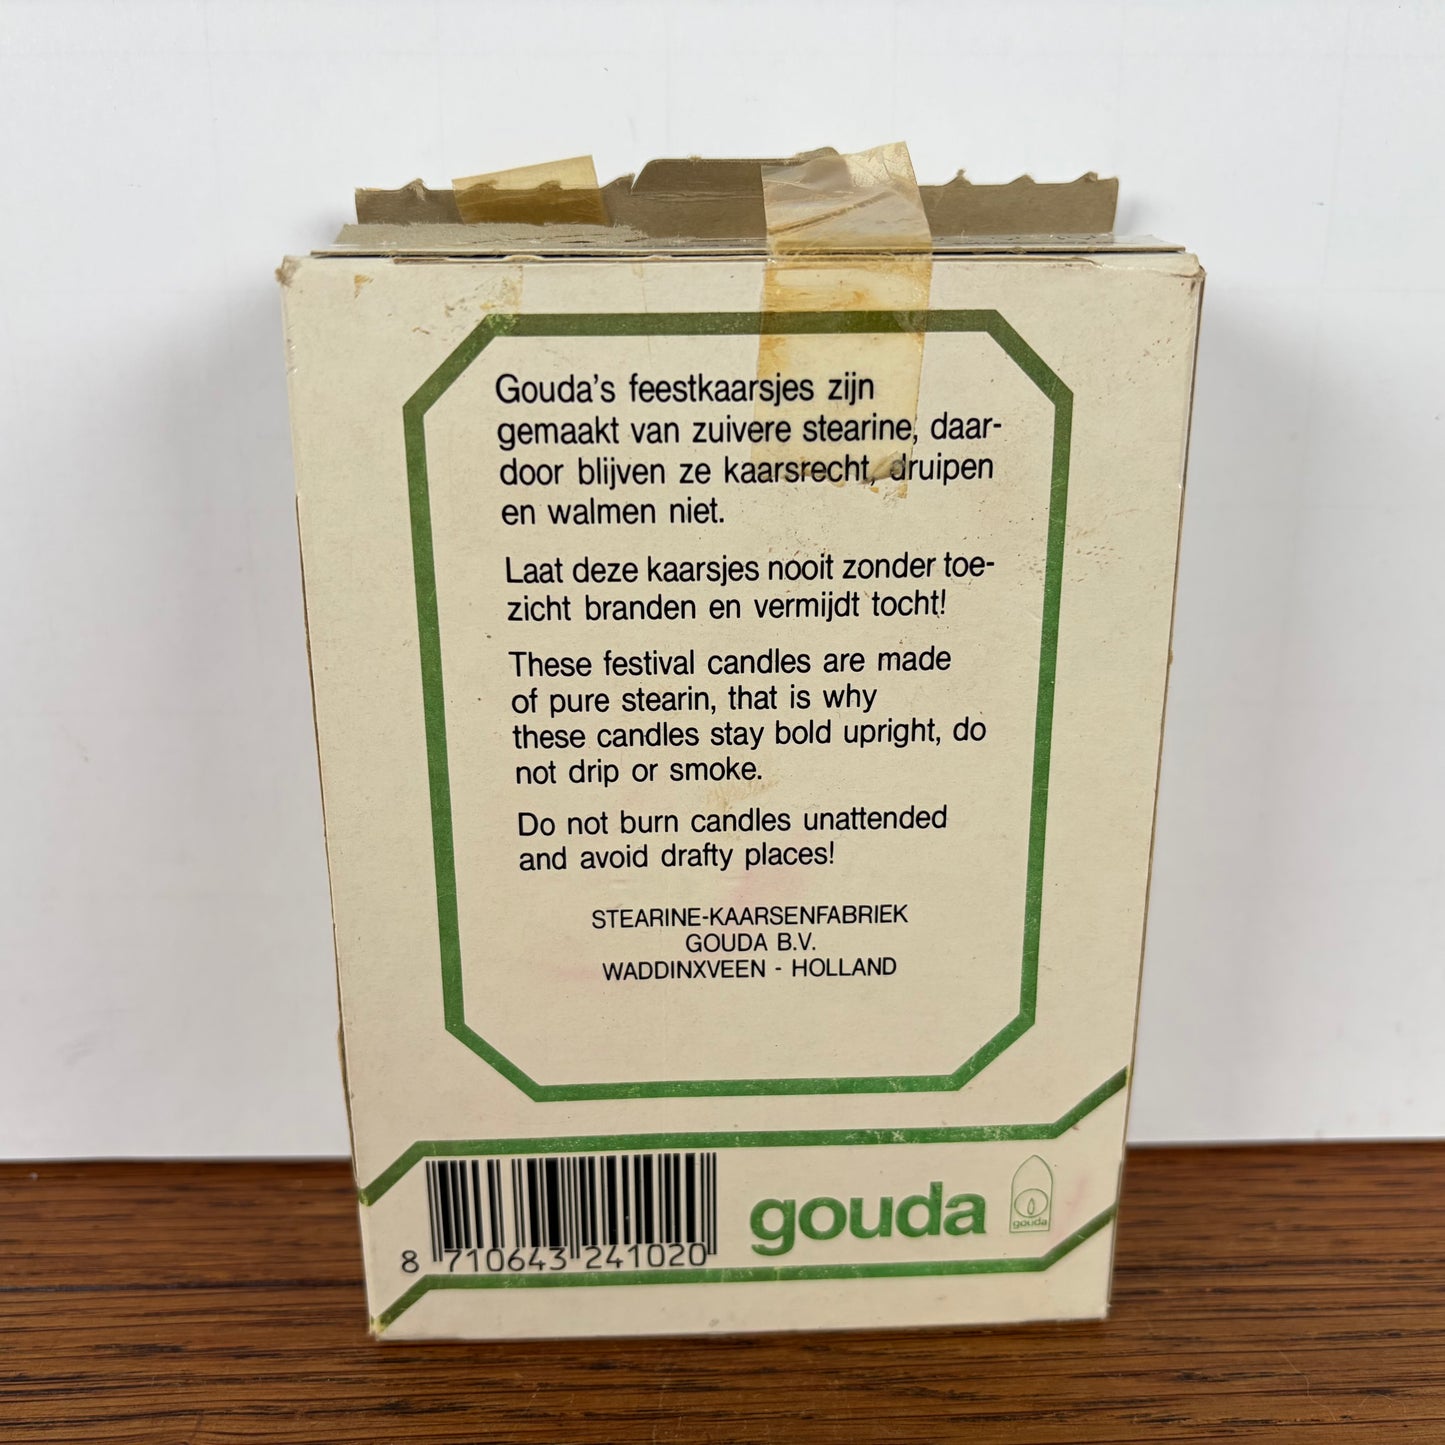 Gouda's feestkaarsjes zijn
gemaakt van zuivere stearine, daar-
door blijven ze kaarsrecht, druipen
en walmen niet.
Laat deze kaarsjes nooit zonder toe-
zicht branden en vermijdt tocht!
These festival candles are made
of pure stearin, that is why
these candles stay bold upright, do
not drip or smoke.
Do not burn candles unattended
and avoid drafty places!
STEARINE-KAARSENFABRIEK
GOUDA B.V.
WADDINXVEEN - HOLLAND
8 710643 241020
gouda
gouda